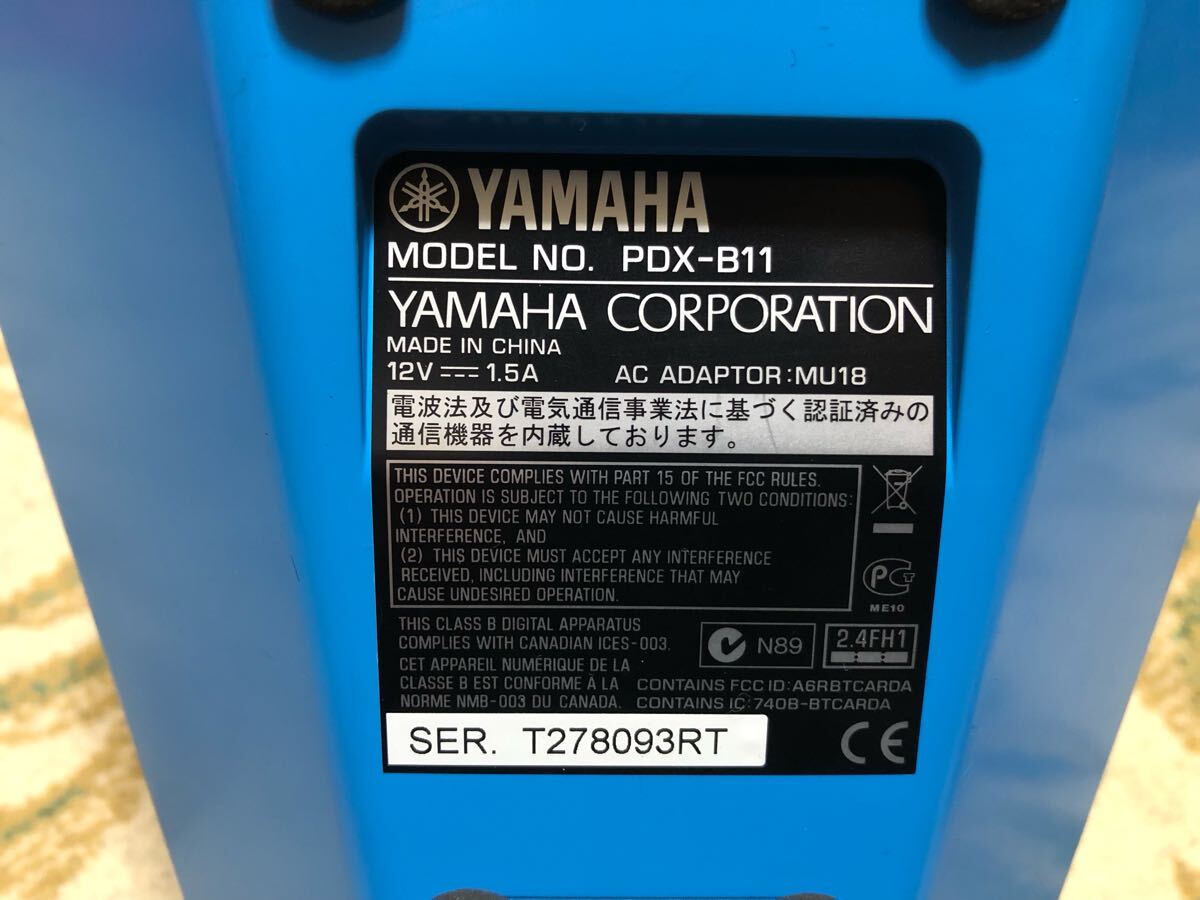 YAMAHA
MODEL NO. PDX-B11
YAMAHA CORPORATION
MADE IN CHINA
12V ⎓ 1.5A AC ADAPTOR:MU18
電波法及び電気通信事業法に基づく認証済みの
通信機器を内蔵しております。
THIS DEVICE COMPLIES WITH PART 15 OF THE FCC RULES.
OPERATION IS SUBJECT TO THE FOLLOWING TWO CONDITIONS:
(1) THIS DEVICE MAY NOT CAUSE HARMFUL
INTERFERENCE, AND
(2) THIS DEVICE MUST ACCEPT ANY INTERFERENCE
RECEIVED, INCLUDING INTERFERENCE THAT MAY
CAUSE UNDESIRED OPERATION.
PCT
ME10
THIS CLASS B DIGITAL APPARATUS
COMPLIES WITH CANADIAN ICES-003.
N89
2.4FH1
CET APPAREIL NUMÉRIQUE DE LA
CLASSE B EST CONFORME À LA
NORME NMB-003 DU CANADA.
CONTAINS FCC ID:A6RBTCARDA
CONTAINS IC:740B-BTCARDA
SER. T278093RT
CE